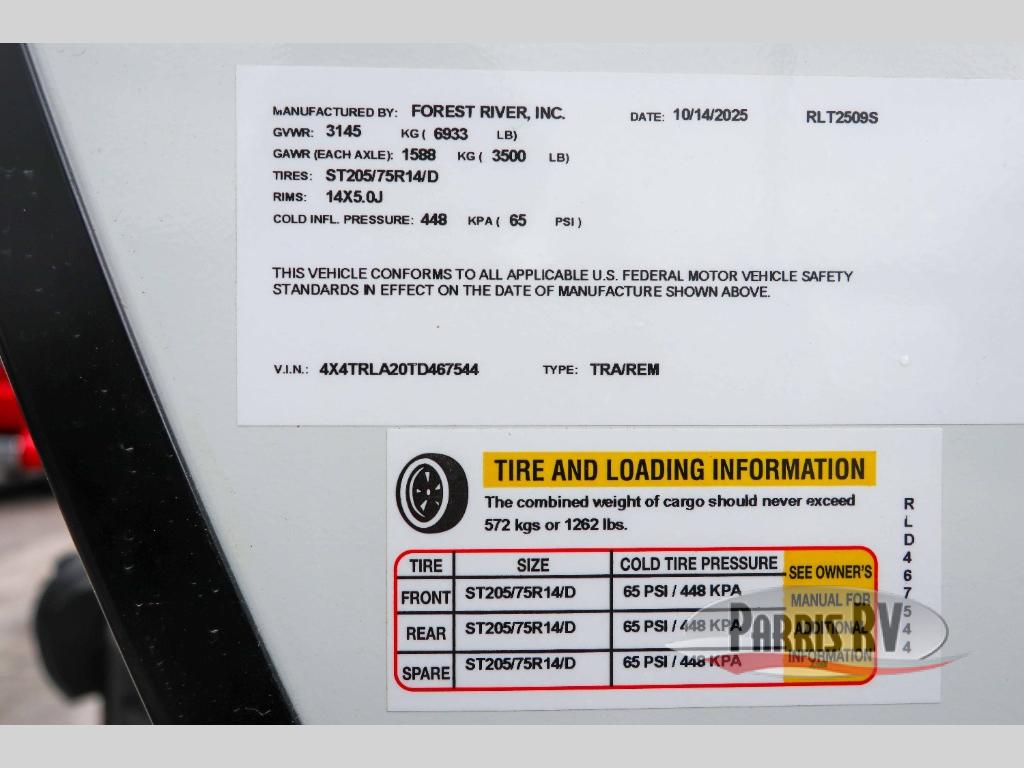 MANUFACTURED BY: FOREST RIVER, INC. DATE: 10/14/2025 RLT2509S
GVWR: 3145 KG ( 6933 LB)
GAWR (EACH AXLE): 1588 KG ( 3500 LB)
TIRES: ST205/75R14/D
RIMS: 14X5.0J
COLD INFL. PRESSURE: 448 KPA ( 65 PSI )
THIS VEHICLE CONFORMS TO ALL APPLICABLE U.S. FEDERAL MOTOR VEHICLE SAFETY
STANDARDS IN EFFECT ON THE DATE OF MANUFACTURE SHOWN ABOVE.
V.I.N.: 4X4TRLA20TD467544 TYPE: TRA/REM
TIRE AND LOADING INFORMATION
The combined weight of cargo should never exceed
572 kgs or 1262 lbs.
TIRE SIZE COLD TIRE PRESSURE SEE OWNER'S
FRONT ST205/75R14/D 65 PSI / 448 KPA MANUAL FOR
REAR ST205/75R14/D 65 PSI / 448 KPA ADDITIONAL
SPARE ST205/75R14/D 65 PSI / 448 KPA INFORMATION
RLD467544
PARRIS RV